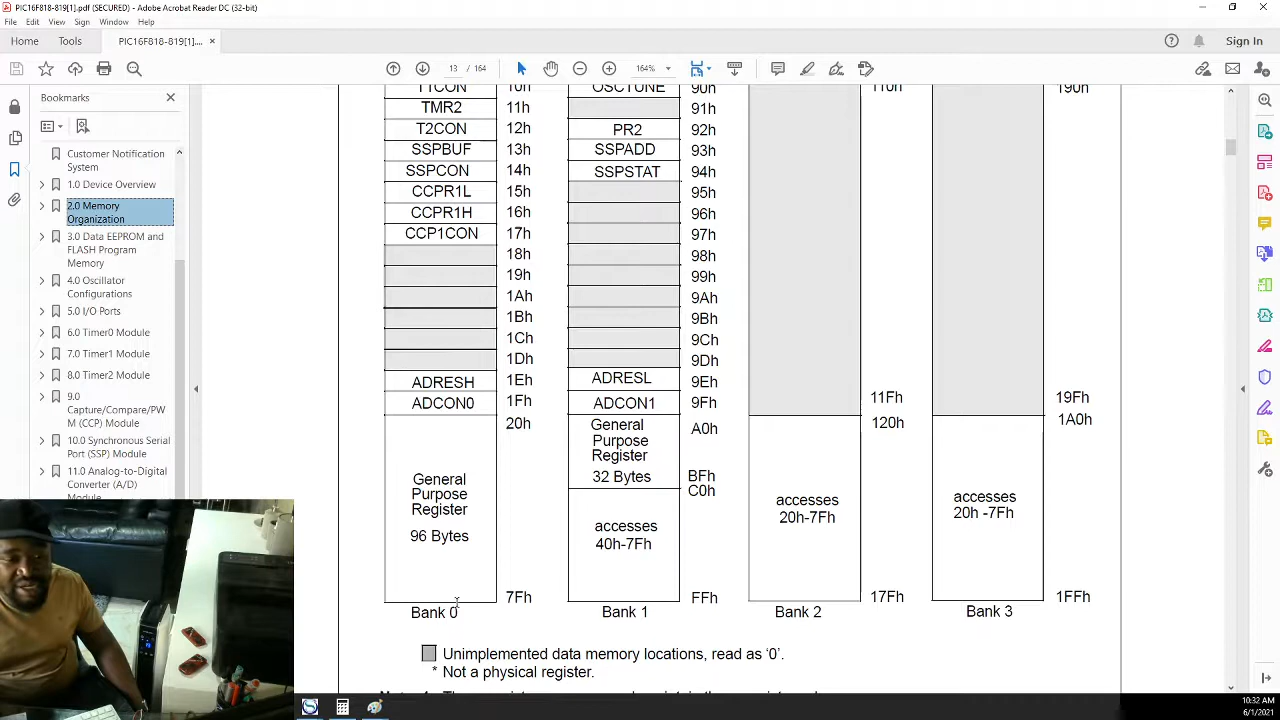 PIC16F818-819[1].pdf (SECURED) - Adobe Acrobat Reader DC (32-bit)
File Edit View Sign Window Help
Home Tools PIC16F818-819[1].... × Sign In
13 / 164 164%
Bookmarks
Customer Notification
System
1.0 Device Overview
2.0 Memory
Organization
3.0 Data EEPROM and
FLASH Program
Memory
4.0 Oscillator
Configurations
5.0 I/O Ports
6.0 Timer0 Module
7.0 Timer1 Module
8.0 Timer2 Module
9.0
Capture/Compare/PW
M (CCP) Module
10.0 Synchronous Serial
Port (SSP) Module
11.0 Analog-to-Digital
Converter (A/D)
Module
T1CON 10h OSCTUNE 90h 110h 190h
TMR2 11h 91h
T2CON 12h PR2 92h
SSPBUF 13h SSPADD 93h
SSPCON 14h SSPSTAT 94h
CCPR1L 15h 95h
CCPR1H 16h 96h
CCP1CON 17h 97h
18h 98h
19h 99h
1Ah 9Ah
1Bh 9Bh
1Ch 9Ch
1Dh 9Dh
ADRESH 1Eh ADRESL 9Eh
ADCON0 1Fh ADCON1 9Fh 11Fh 19Fh
20h A0h 120h 1A0h
General
Purpose
Register
96 Bytes
7Fh
General
Purpose
Register
32 Bytes
BFh
C0h
accesses
40h-7Fh
FFh
accesses
20h-7Fh
17Fh
accesses
20h -7Fh
1FFh
Bank 0 Bank 1 Bank 2 Bank 3
Unimplemented data memory locations, read as ‘0’.
* Not a physical register.
10:32 AM
6/1/2021